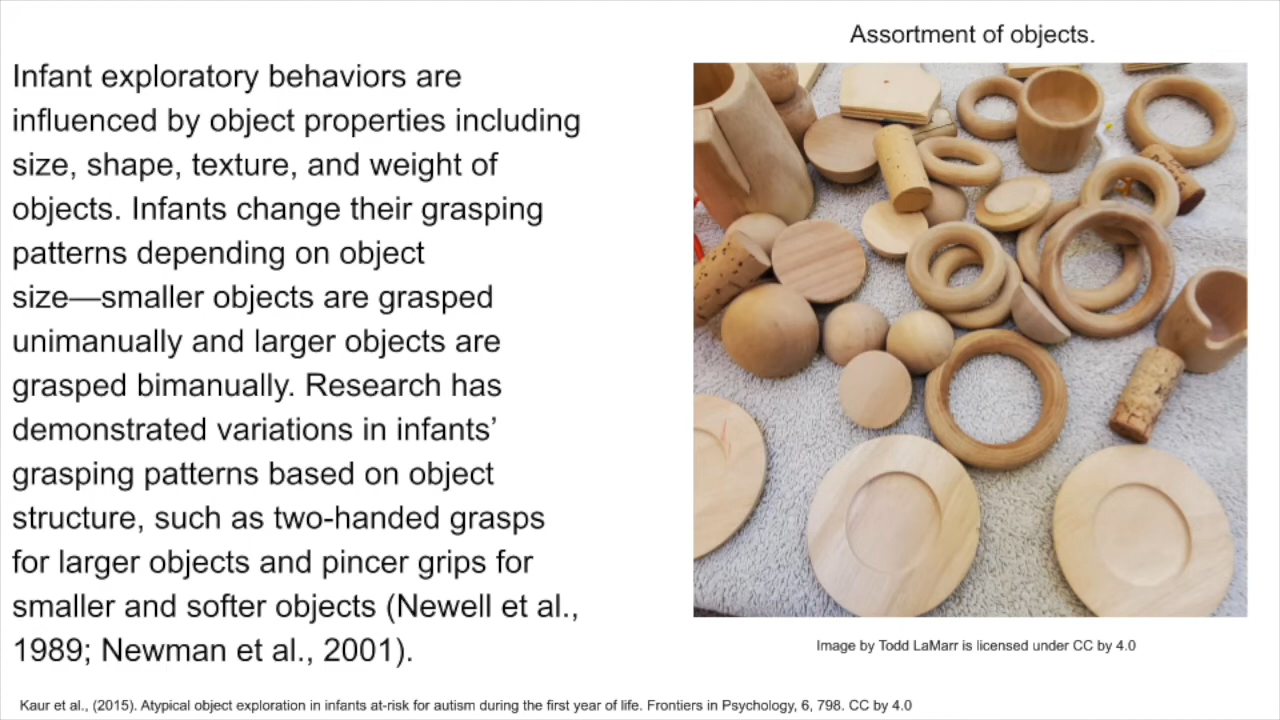 Assortment of objects.
Infant exploratory behaviors are
influenced by object properties including
size, shape, texture, and weight of
objects. Infants change their grasping
patterns depending on object
size—smaller objects are grasped
unimanually and larger objects are
grasped bimanually. Research has
demonstrated variations in infants’
grasping patterns based on object
structure, such as two-handed grasps
for larger objects and pincer grips for
smaller and softer objects (Newell et al.,
1989; Newman et al., 2001).
Image by Todd LaMarr is licensed under CC by 4.0
Kaur et al., (2015). Atypical object exploration in infants at-risk for autism during the first year of life. Frontiers in Psychology, 6, 798. CC by 4.0